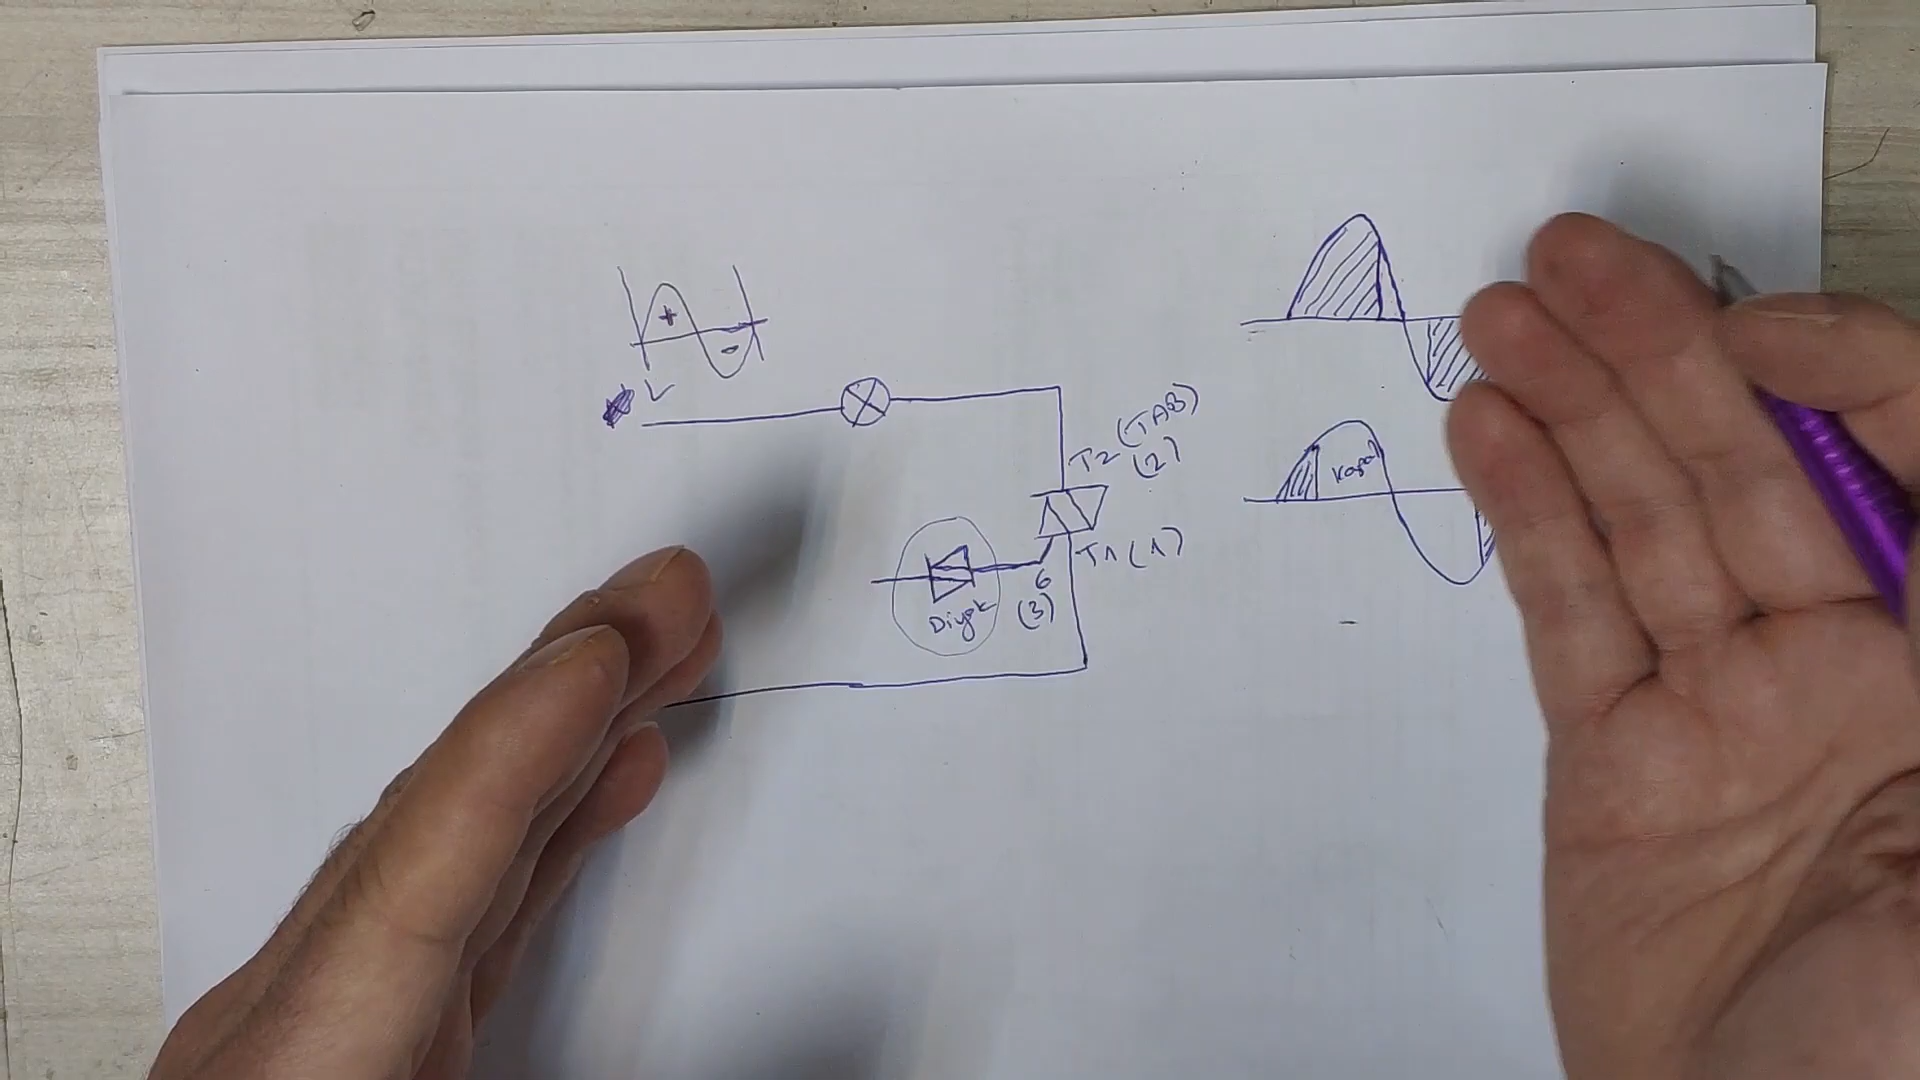 +
-
V
T2 (TAB)
(2)
Kapalı
T1 (1)
G
(3)
Diyak